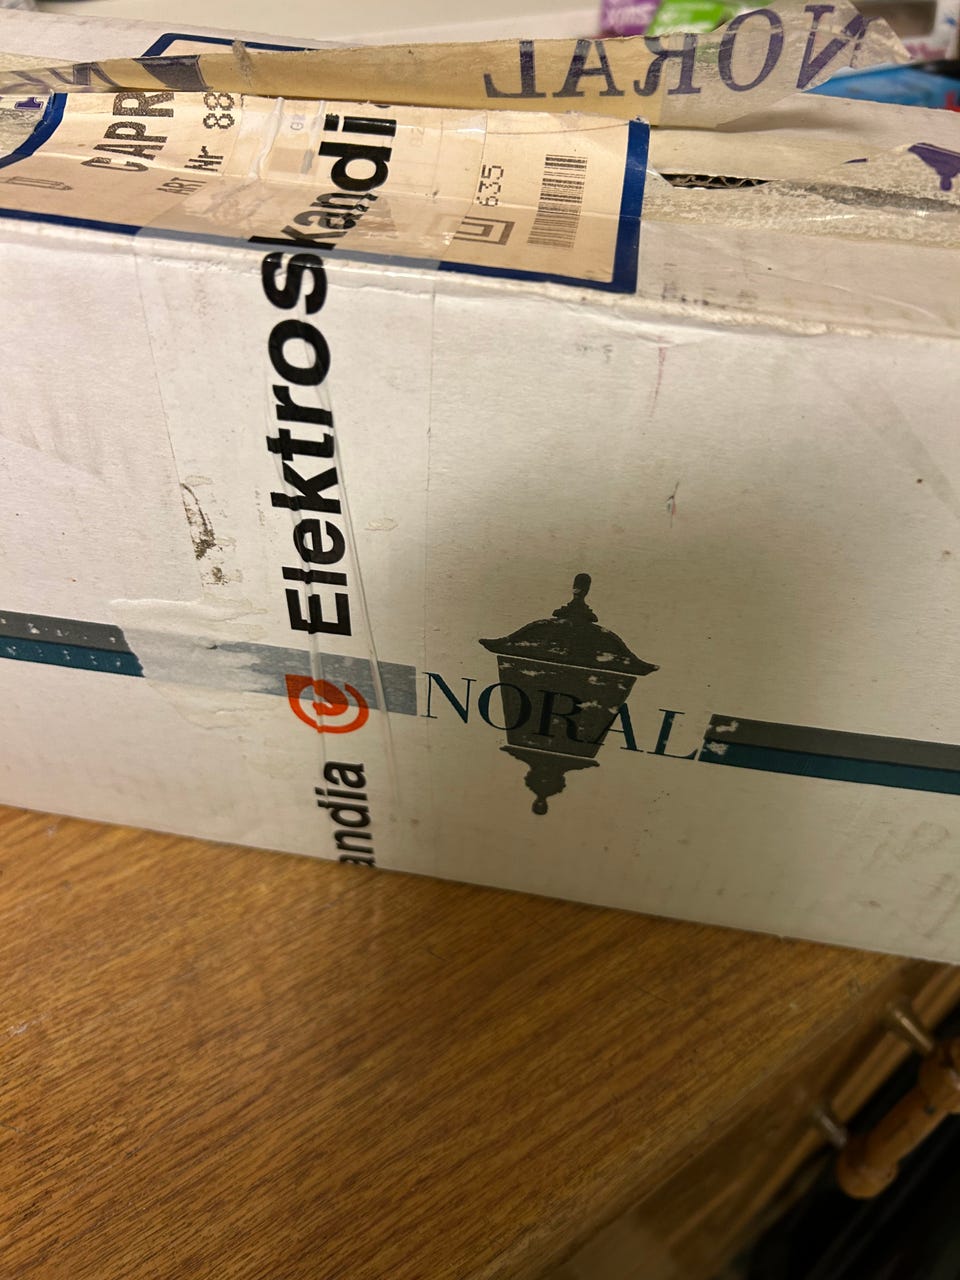 NORAL
CAPR
ART Nr 88
635
Elektroskandi
NORAL
andia